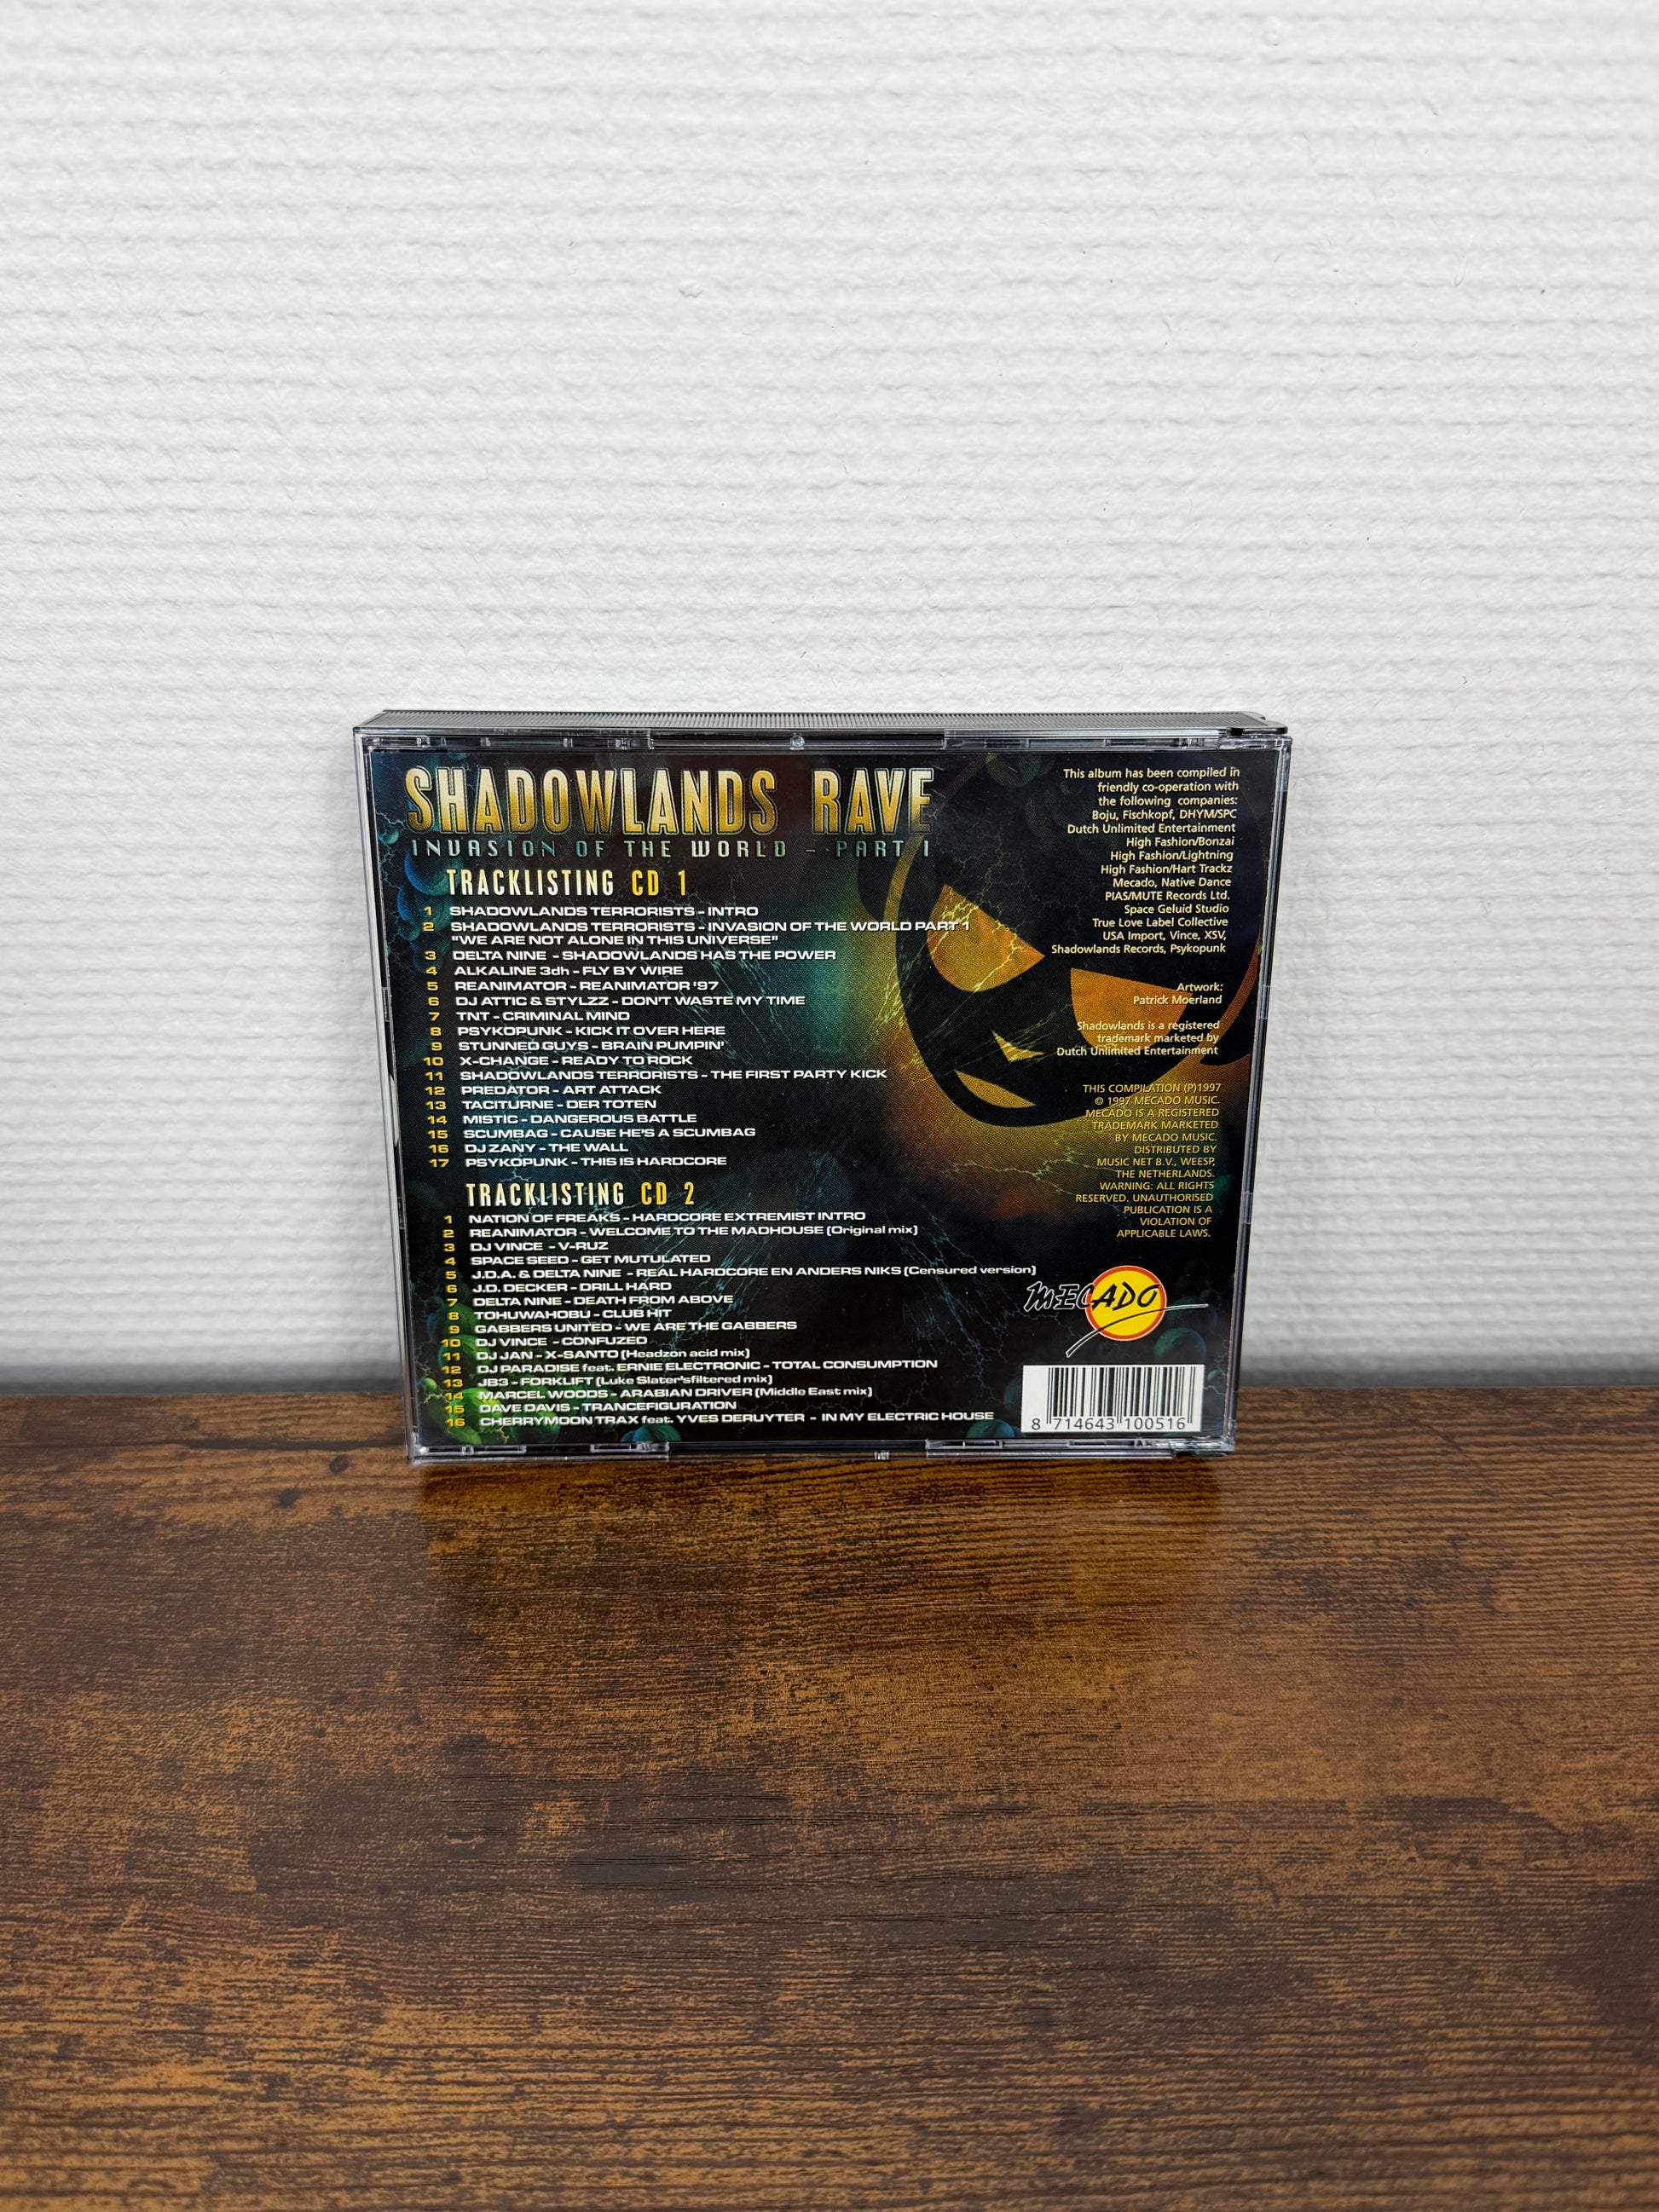 SHADOWLANDS RAVE
INVASION OF THE WORLD - PART I
TRACKLISTING CD 1
1 SHADOWLANDS TERRORISTS - INTRO
2 SHADOWLANDS TERRORISTS - INVASION OF THE WORLD PART 1
"WE ARE NOT ALONE IN THIS UNIVERSE"
3 DELTA NINE - SHADOWLANDS HAS THE POWER
4 ALKALINE 3dh - FLY BY WIRE
5 REANIMATOR - REANIMATOR '97
6 DJ ATTIC & STYLZZ - DON'T WASTE MY TIME
7 TNT - CRIMINAL MIND
8 PSYKOPUNK - KICK IT OVER HERE
9 STUNNED GUYS - BRAIN PUMPIN'
10 X-CHANGE - READY TO ROCK
11 SHADOWLANDS TERRORISTS - THE FIRST PARTY KICK
12 PREDATOR - ART ATTACK
13 TACITURNE - DER TOTEN
14 MISTIC - DANGEROUS BATTLE
15 SCUMBAG - CAUSE HE'S A SCUMBAG
16 DJ ZANY - THE WALL
17 PSYKOPUNK - THIS IS HARDCORE
TRACKLISTING CD 2
1 NATION OF FREAKS - HARDCORE EXTREMIST INTRO
2 REANIMATOR - WELCOME TO THE MADHOUSE (Original mix)
3 DJ VINCE - V-RUZ
4 SPACE SEED - GET MUTULATED
5 J.D.A. & DELTA NINE - REAL HARDCORE EN ANDERS NIKS (Censured version)
6 J.D. DECKER - DRILL HARD
7 DELTA NINE - DEATH FROM ABOVE
8 TOHUWAHOBU - CLUB HIT
9 GABBERS UNITED - WE ARE THE GABBERS
10 DJ VINCE - CONFUZED
11 DJ JAN - X-SANTO (Headzon acid mix)
12 DJ PARADISE feat. ERNIE ELECTRONIC - TOTAL CONSUMPTION
13 JB3 - FORKLIFT (Luke Slater'sfiltered mix)
14 MARCEL WOODS - ARABIAN DRIVER (Middle East mix)
15 DAVE DAVIS - TRANCEFIGURATION
16 CHERRYMOON TRAX feat. YVES DERUYTER - IN MY ELECTRIC HOUSE
This album has been compiled in
friendly co-operation with
the following companies:
Boju, Fischkopf, DHYM/SPC
Dutch Unlimited Entertainment
High Fashion/Bonzai
High Fashion/Lightning
High Fashion/Hart Trackz
Mecado, Native Dance
PIAS/MUTE Records Ltd.
Space Geluid Studio
True Love Label Collective
USA Import, Vince, XSV,
Shadowlands Records, Psykopunk
Artwork:
Patrick Moerland
Shadowlands is a registered
trademark marketed by
Dutch Unlimited Entertainment
THIS COMPILATION (P)1997
© 1997 MECADO MUSIC.
MECADO IS A REGISTERED
TRADEMARK MARKETED
BY MECADO MUSIC.
DISTRIBUTED BY
MUSIC NET B.V., WEESP,
THE NETHERLANDS.
WARNING: ALL RIGHTS
RESERVED. UNAUTHORISED
PUBLICATION IS A
VIOLATION OF
APPLICABLE LAWS.
MECADO
8 714643 100516